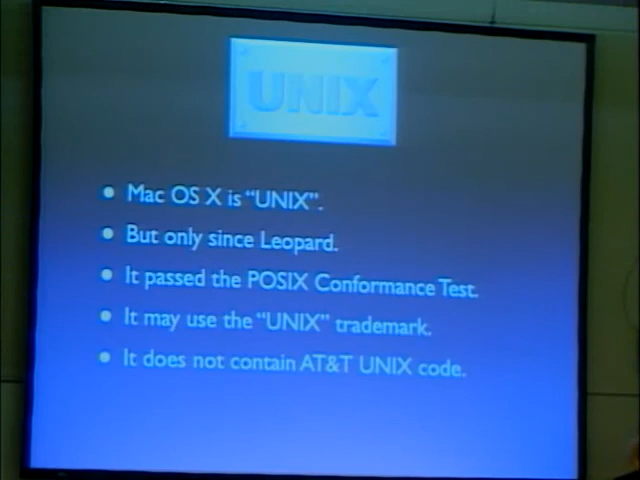 UNIX
• Mac OS X is “UNIX”.
• But only since Leopard.
• It passed the POSIX Conformance Test.
• It may use the “UNIX” trademark.
• It does not contain AT&T UNIX code.